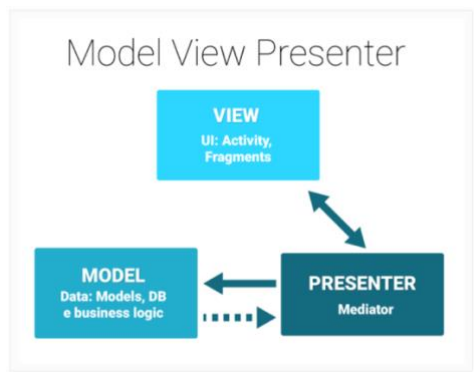 Model View Presenter
VIEW
UI: Activity,
Fragments
MODEL
Data: Models, DB
e business logic
PRESENTER
Mediator